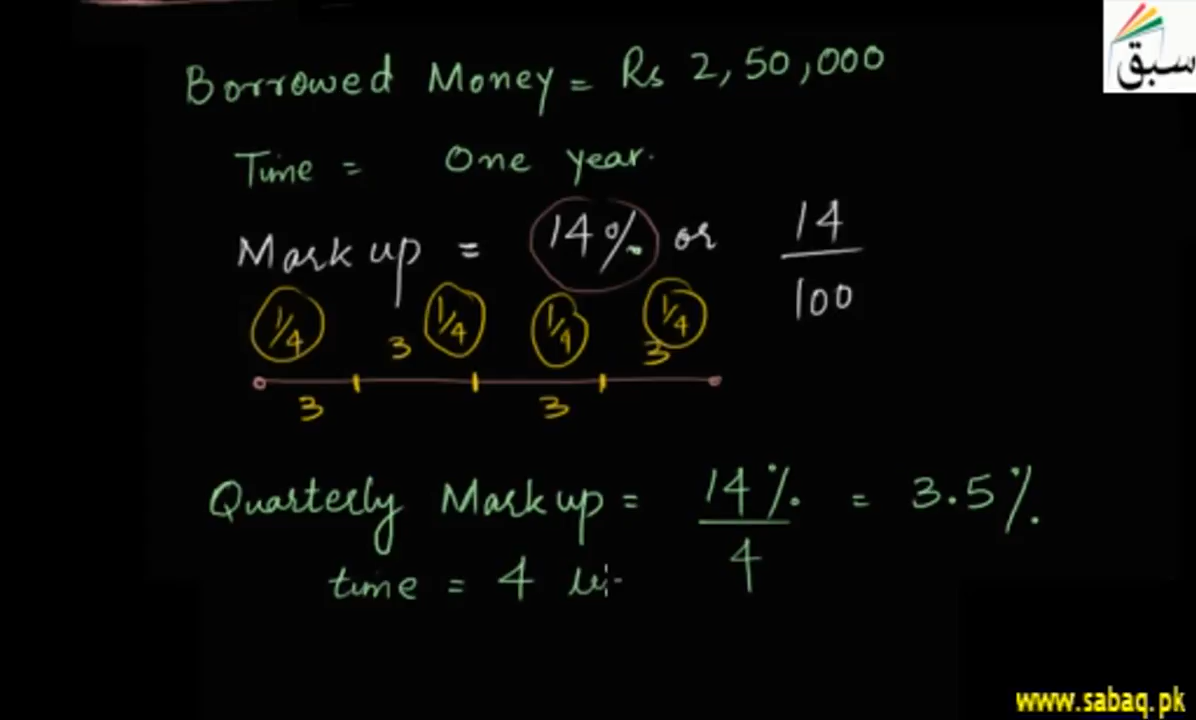 سبق
Borrowed Money = Rs 2,50,000
Time = One year.
Mark up = 14% or 14/100
1/4 1/4 1/4 1/4
3 3
3 3
Quarterly Mark up = 14%/4 = 3.5%
time = 4
www.sabaq.pk